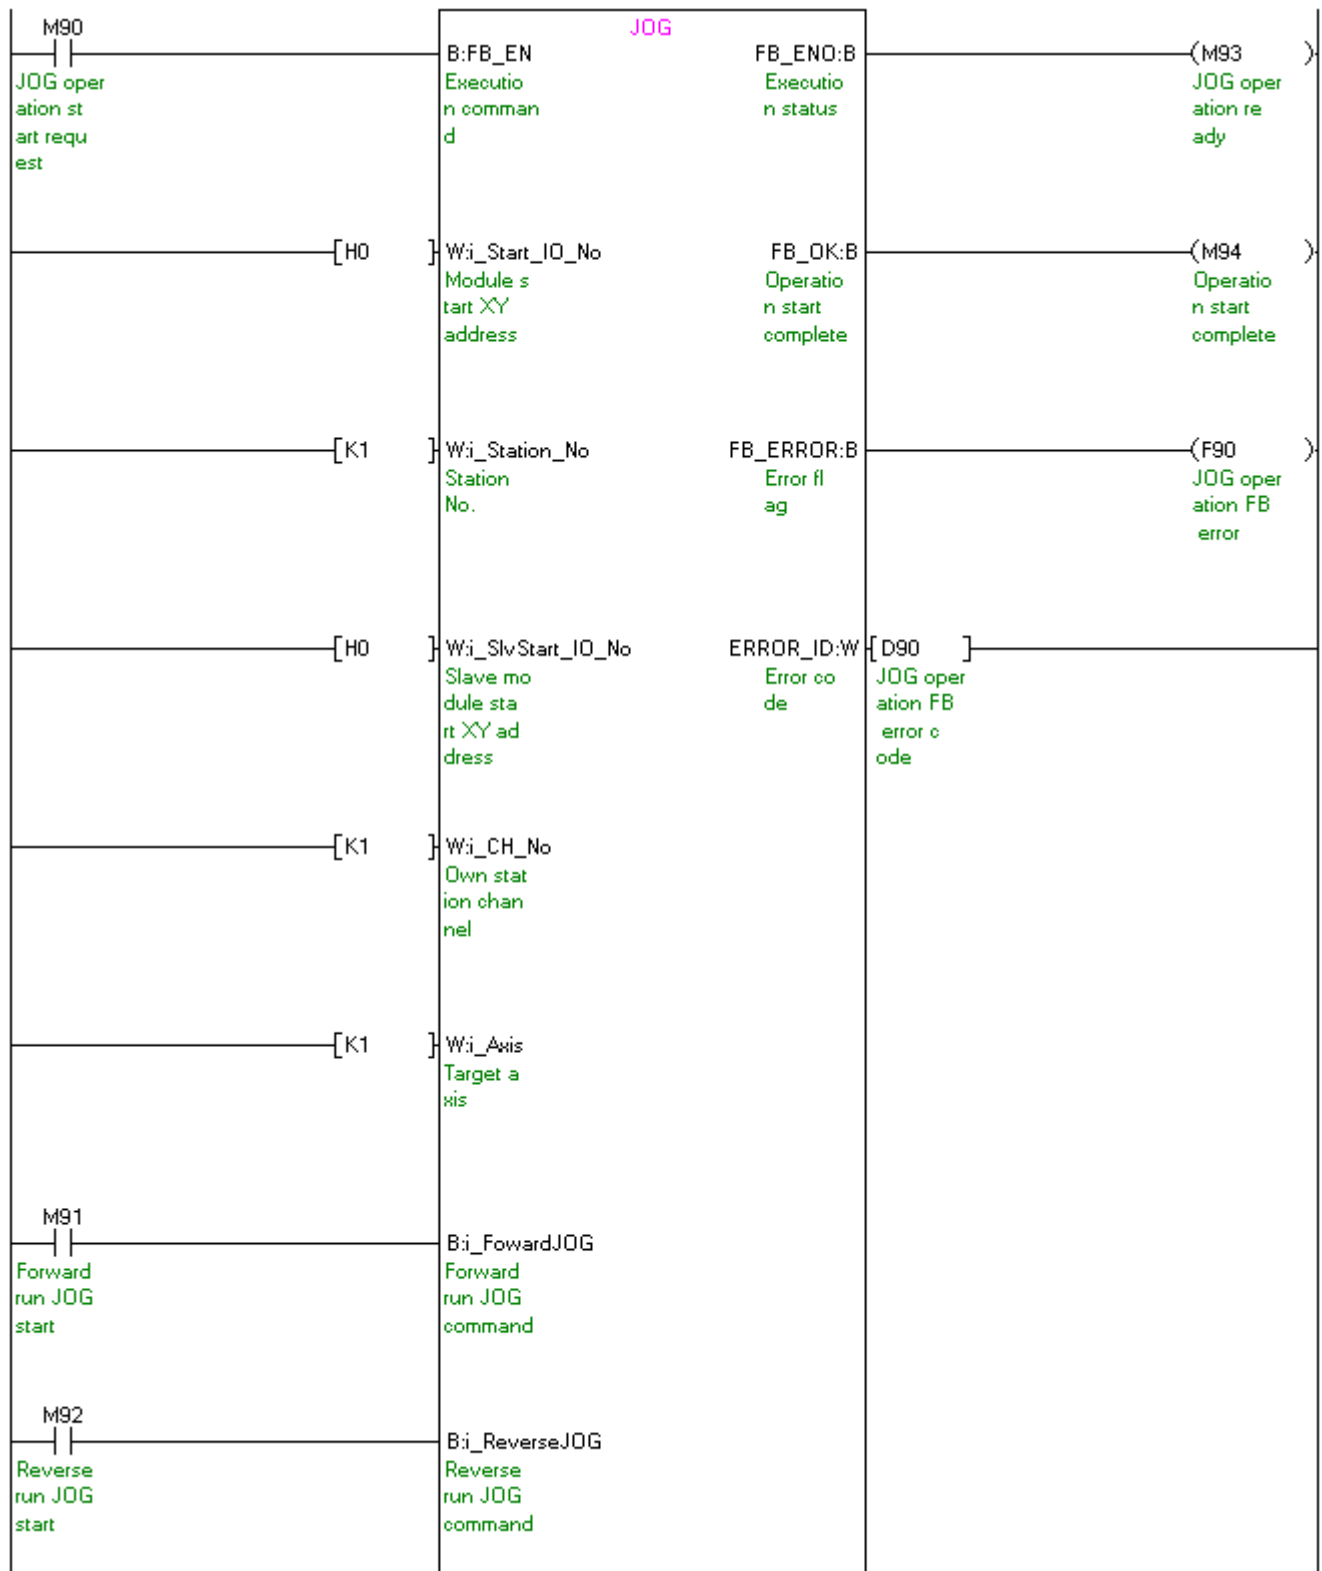 M90
JOG
B:FB_EN
FB_ENO:B
(M93 )
JOG oper
ation st
art requ
est
Executio
n comman
d
Executio
n status
JOG oper
ation re
ady
[H0 ]
W:i_Start_IO_No
FB_OK:B
(M94 )
Module s
tart XY
address
Operatio
n start
complete
Operatio
n start
complete
[K1 ]
W:i_Station_No
FB_ERROR:B
(F90 )
Station
No.
Error fl
ag
JOG oper
ation FB
error
[H0 ]
W:i_SlvStart_IO_No
ERROR_ID:W
[D90 ]
Slave mo
dule sta
rt XY ad
dress
Error co
de
JOG oper
ation FB
error c
ode
[K1 ]
W:i_CH_No
Own stat
ion chan
nel
[K1 ]
W:i_Axis
Target a
xis
M91
B:i_FowardJOG
Forward
run JOG
start
Forward
run JOG
command
M92
B:i_ReverseJOG
Reverse
run JOG
start
Reverse
run JOG
command